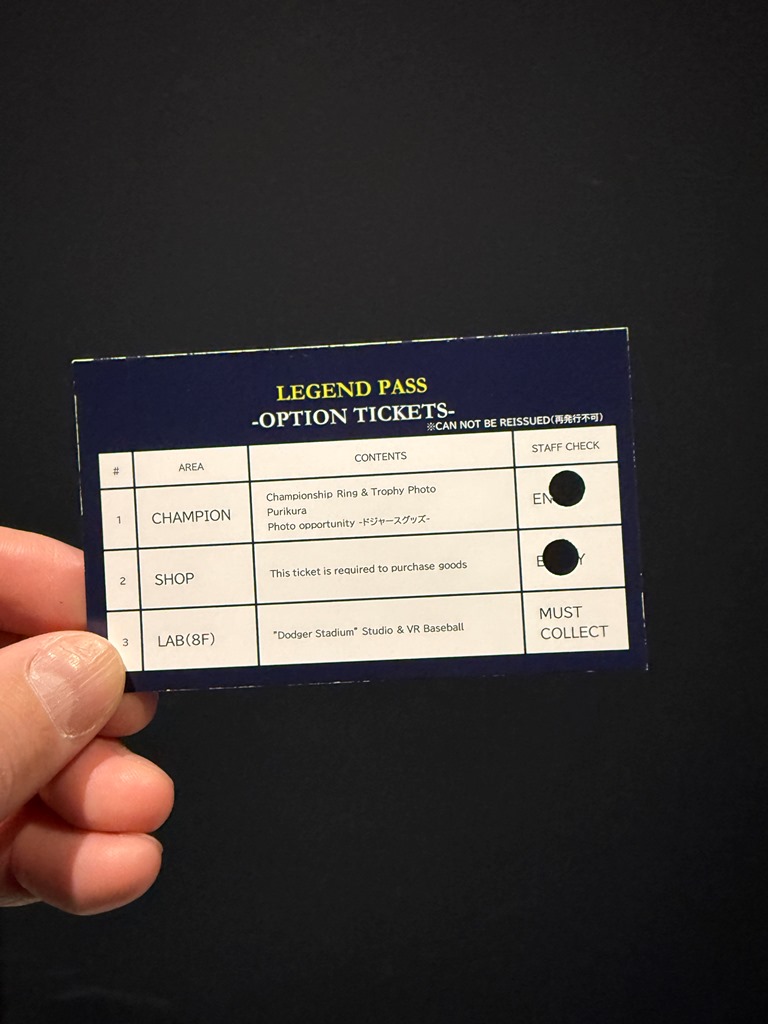 LEGEND PASS
-OPTION TICKETS-
※CAN NOT BE REISSUED(再発行不可)
# AREA CONTENTS STAFF CHECK
1 CHAMPION
Championship Ring & Trophy Photo
Purikura
Photo opportunity -ドジャースグッズ-
2 SHOP This ticket is required to purchase goods
3 LAB(8F) "Dodger Stadium" Studio & VR Baseball
MUST
COLLECT